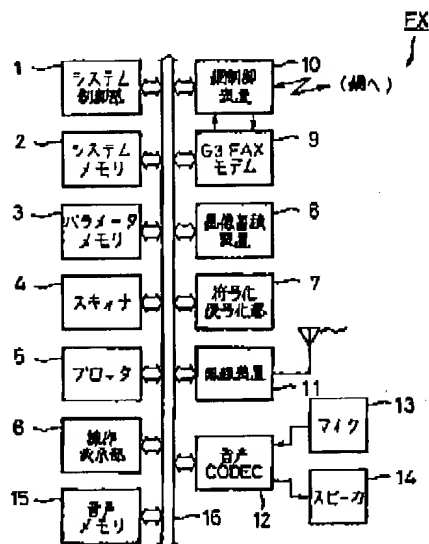 FX
1
システム
制御部
10
網制御
装置
(網へ)
2
システム
メモリ
9
G3 FAX
モデム
3
パラメータ
メモリ
8
画像蓄積
装置
4
スキャナ
7
符号化
復号化部
5
プロッタ
無線装置
11
6
操作
表示部
音声
CODEC
12
マイク
13
スピーカ
14
15
音声
メモリ
16